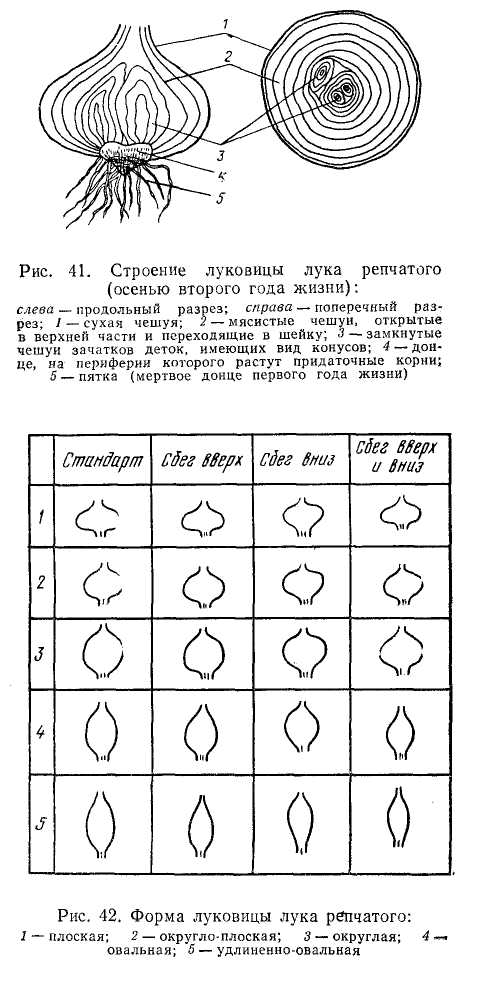 1
2
3
4
5
Рис. 41. Строение луковицы лука репчатого
(осенью второго года жизни):
слева — продольный разрез; справа — поперечный раз-
рез; 1 — сухая чешуя; 2 — мясистые чешуи, открытые
в верхней части и переходящие в шейку; 3 — замкнутые
чешуи зачатков деток, имеющих вид конусов; 4 — дон-
це, на периферии которого растут придаточные корни;
5 — пятка (мертвое донце первого года жизни)
Стандарт Сбег вверх Сбег вниз Сбег вверх
и вниз
1
2
3
4
5
Рис. 42. Форма луковицы лука репчатого:
1 — плоская; 2 — округло-плоская; 3 — округлая; 4 —
овальная; 5 — удлиненно-овальная